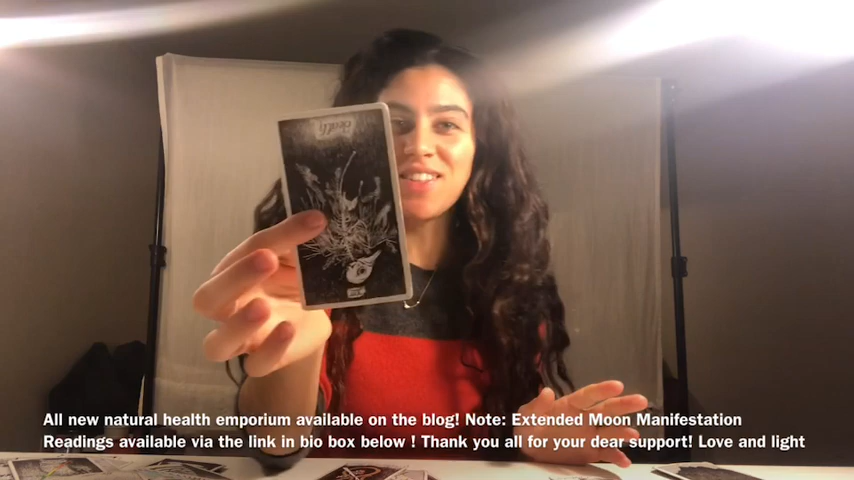 death
All new natural health emporium available on the blog! Note: Extended Moon Manifestation
Readings available via the link in bio box below ! Thank you all for your dear support! Love and light